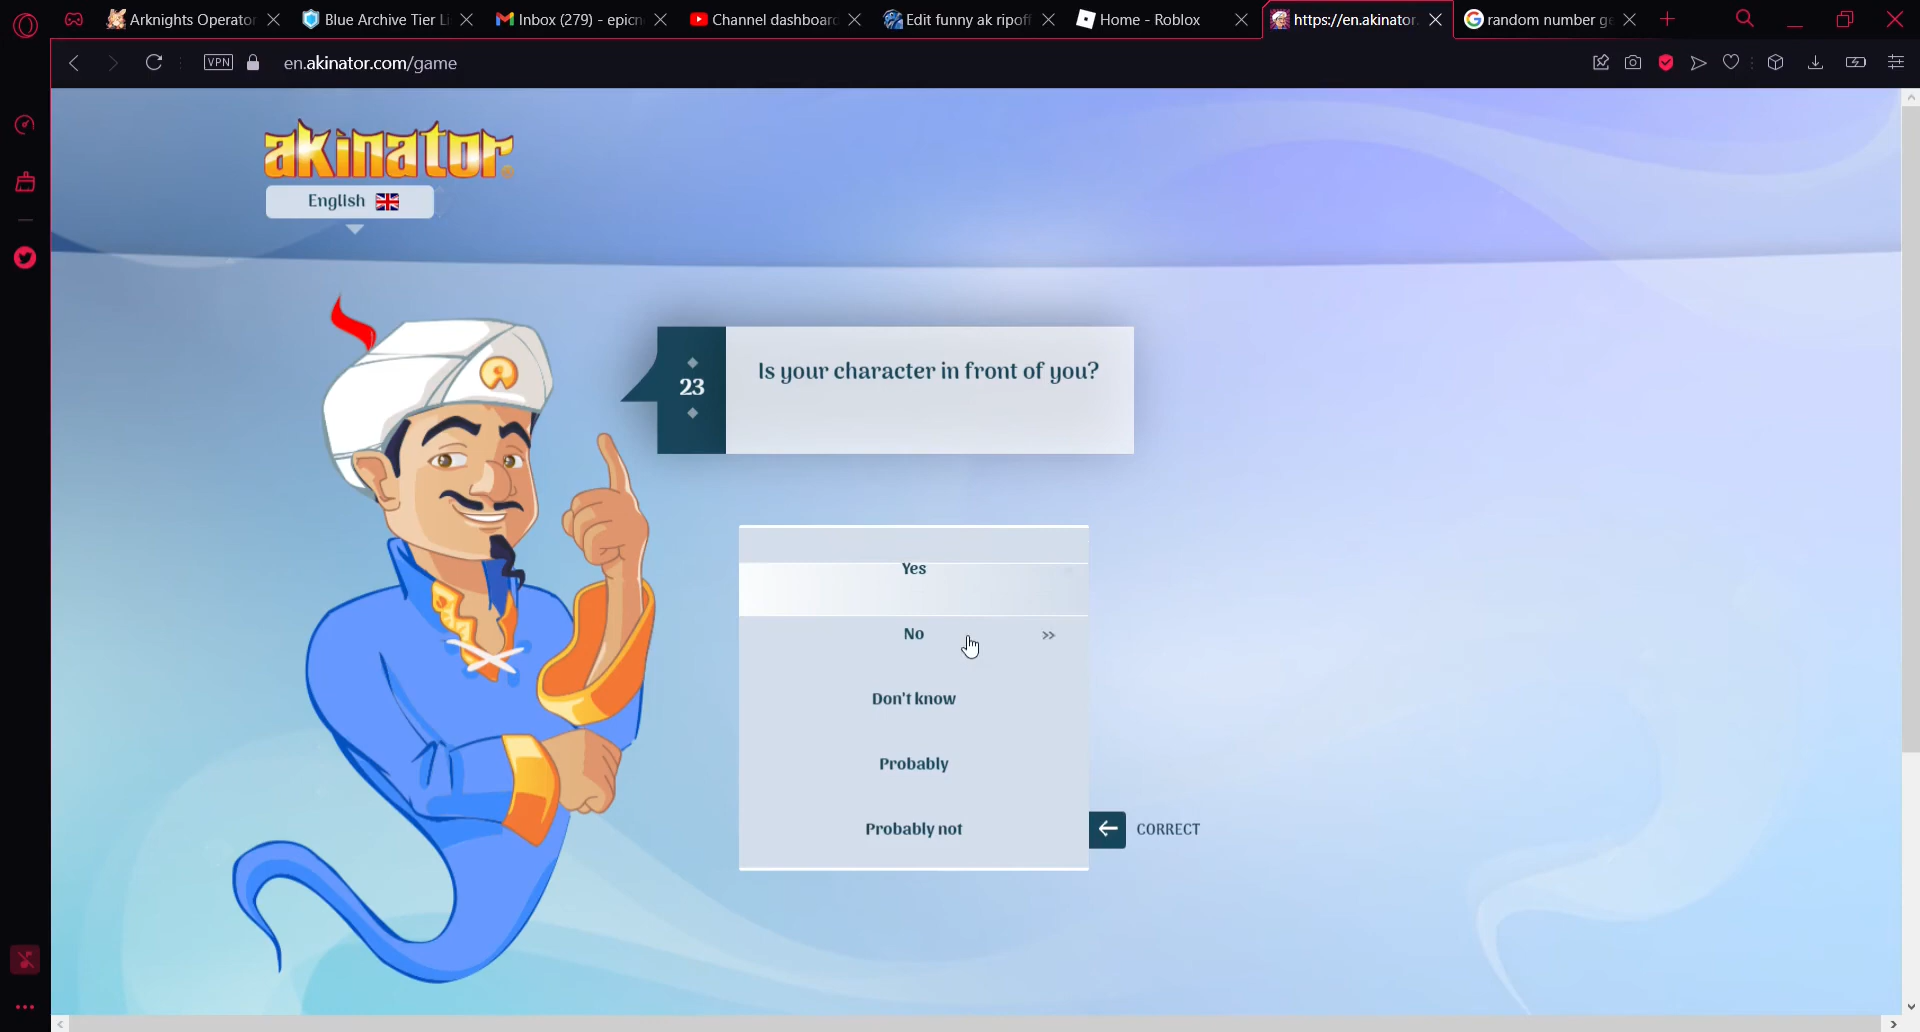 Arknights Operator
Blue Archive Tier Li
Inbox (279) - epicn
Channel dashboard
Edit funny ak ripoff
Home - Roblox
https://en.akinator.
random number ge
VPN
en.akinator.com/game
akinator
English
23
Is your character in front of you?
Yes
No
Don't know
Probably
Probably not
CORRECT